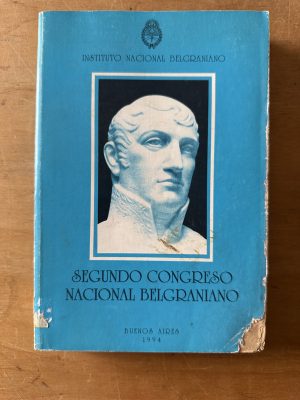 INSTITUTO NACIONAL BELGRANIANO
SEGUNDO CONGRESO
NACIONAL BELGRANIANO
BUENOS AIRES
1994